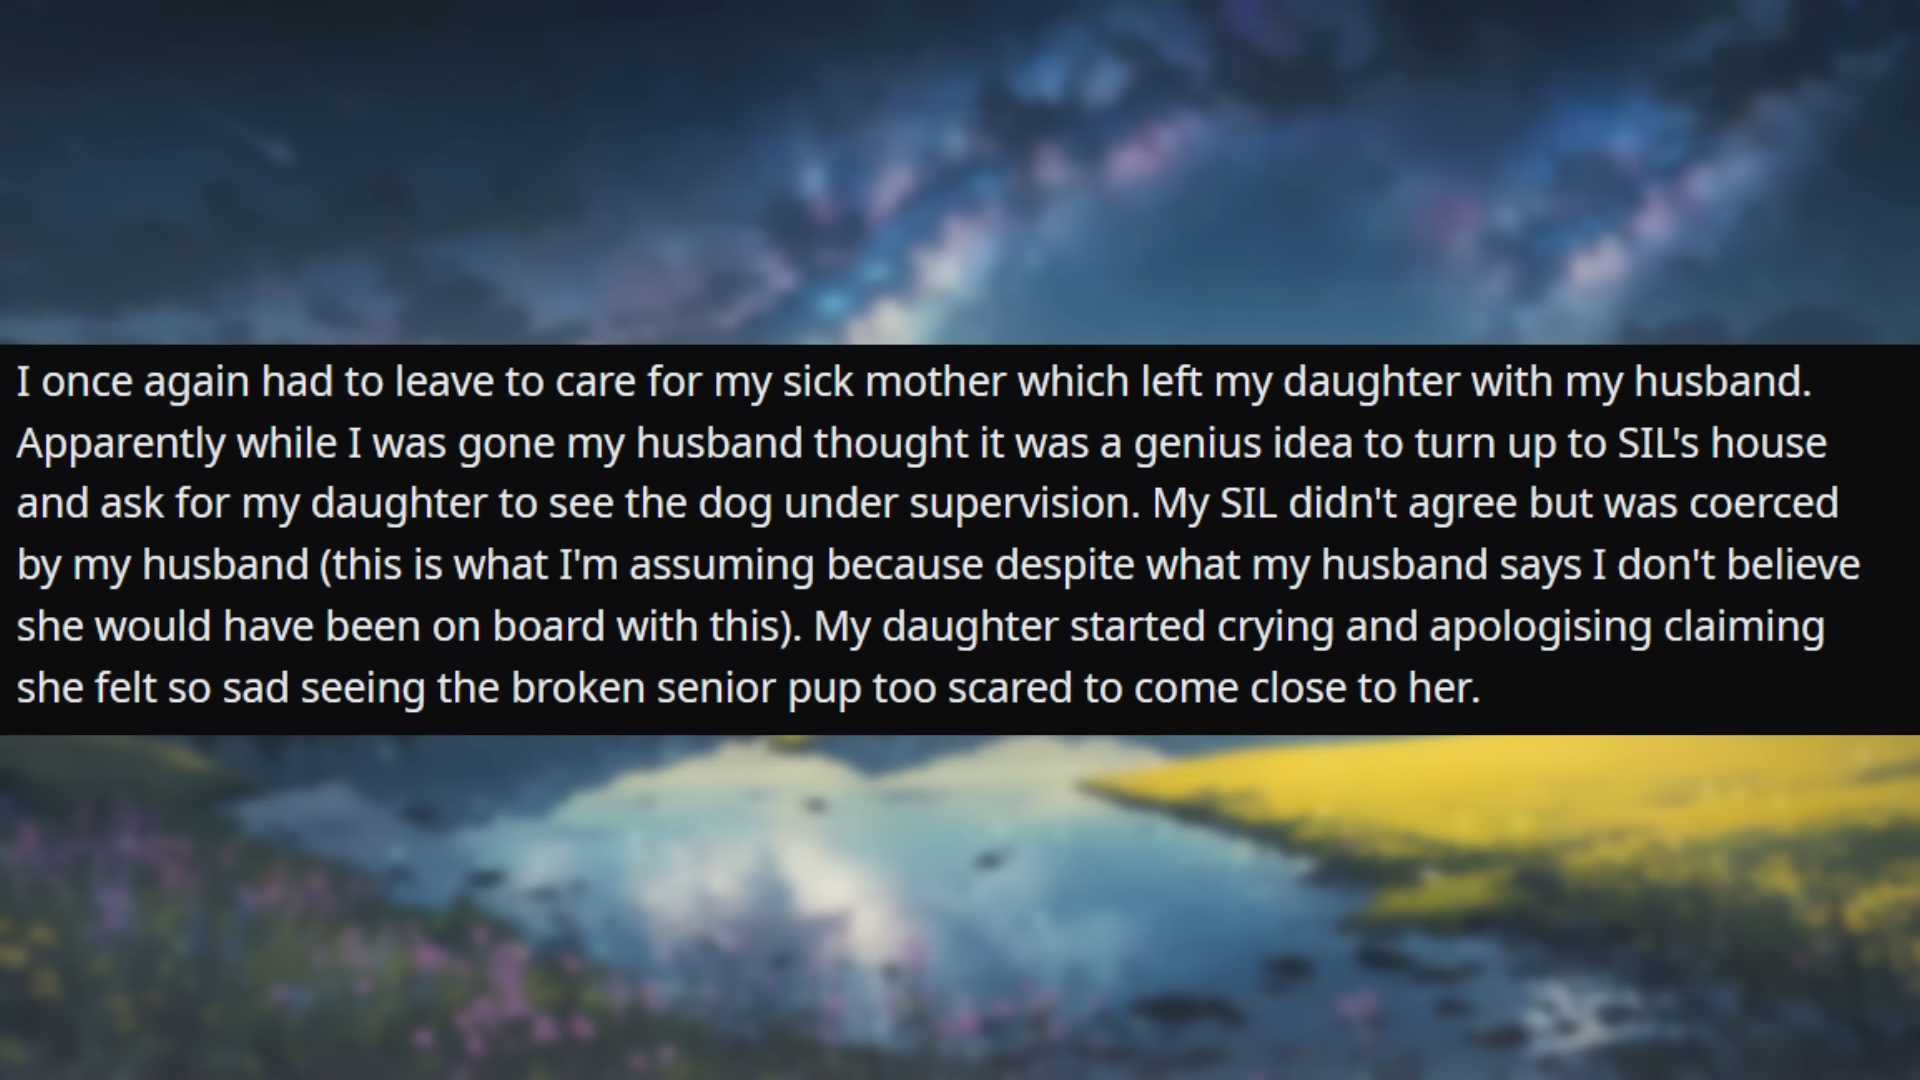 I once again had to leave to care for my sick mother which left my daughter with my husband.
Apparently while I was gone my husband thought it was a genius idea to turn up to SIL's house
and ask for my daughter to see the dog under supervision. My SIL didn't agree but was coerced
by my husband (this is what I'm assuming because despite what my husband says I don't believe
she would have been on board with this). My daughter started crying and apologising claiming
she felt so sad seeing the broken senior pup too scared to come close to her.